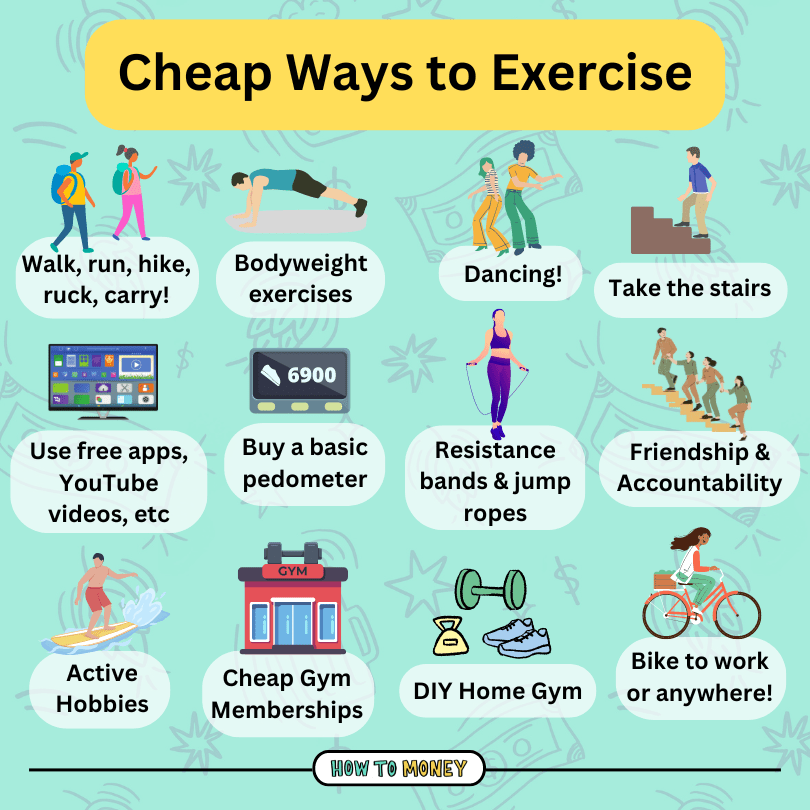 Cheap Ways to Exercise
Walk, run, hike,
ruck, carry!
Bodyweight
exercises
Dancing!
Take the stairs
6900
Use free apps,
YouTube
videos, etc
Buy a basic
pedometer
Resistance
bands & jump
ropes
Friendship &
Accountability
GYM
Active
Hobbies
Cheap Gym
Memberships
DIY Home Gym
Bike to work
or anywhere!
HOW TO MONEY